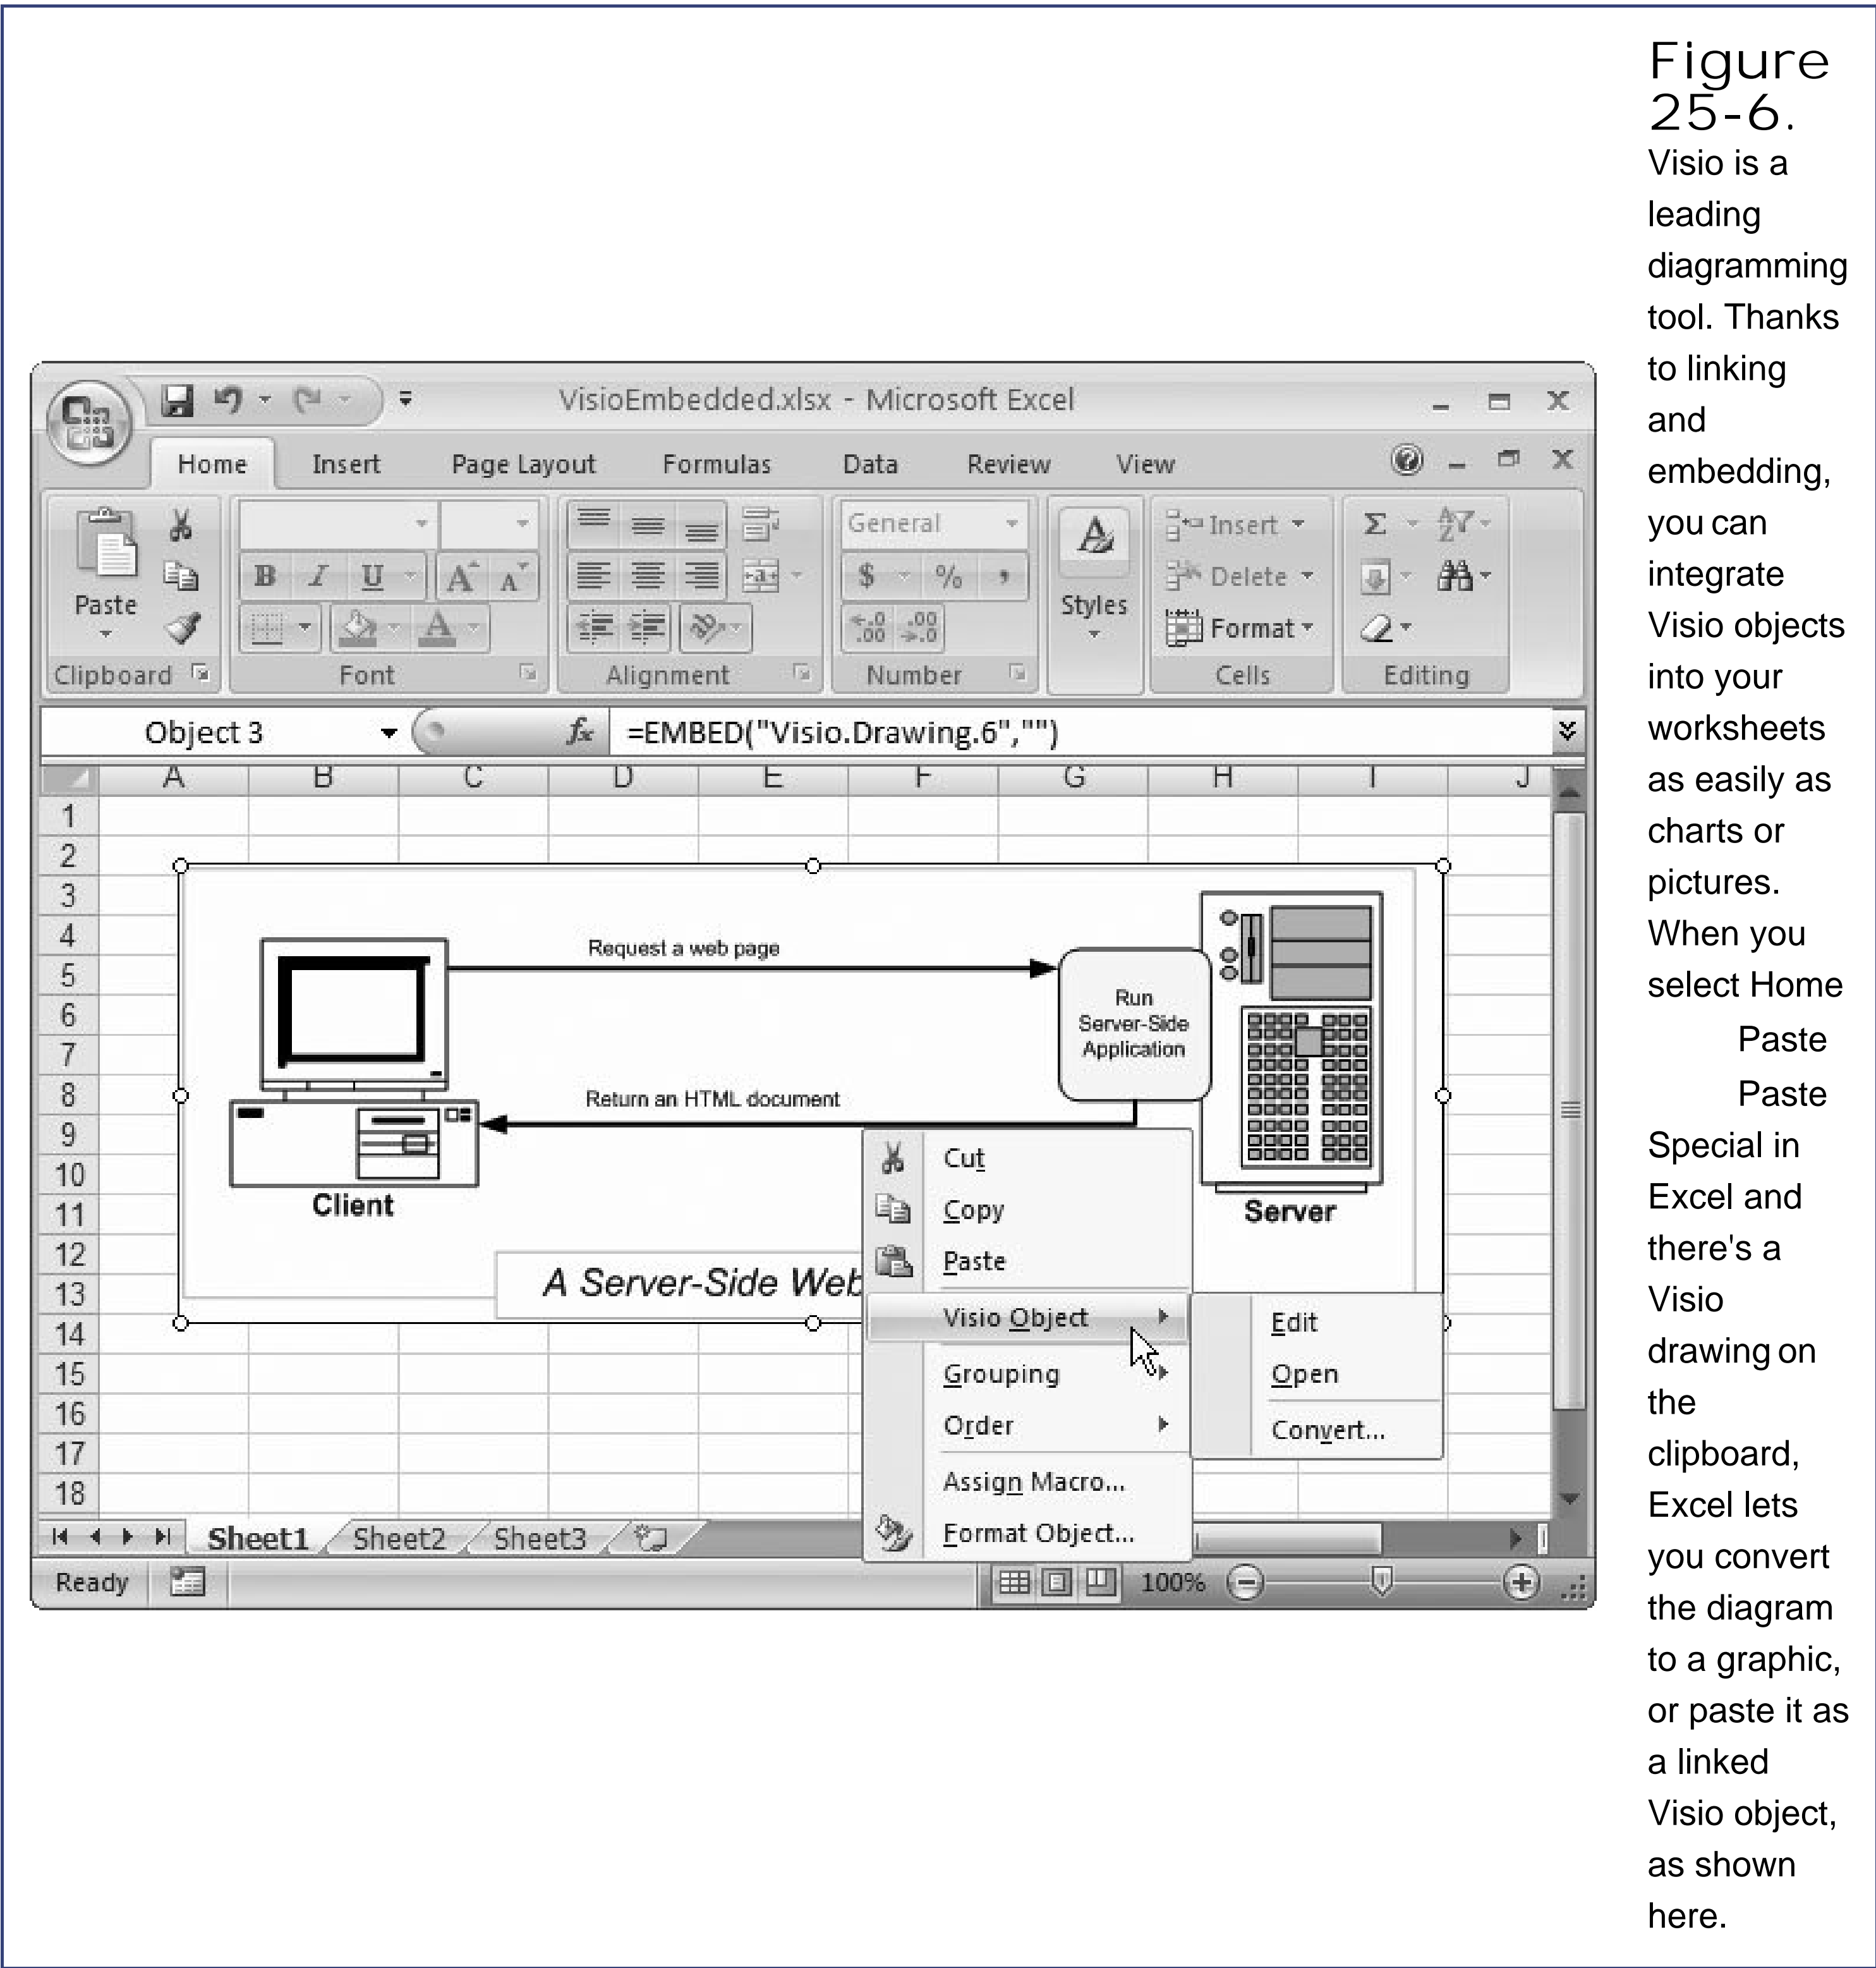 Figure
25-6.
Visio is a
leading
diagramming
tool. Thanks
to linking
and
embedding,
you can
integrate
Visio objects
into your
worksheets
as easily as
charts or
pictures.
When you
select Home
Paste
Paste
Special in
Excel and
there's a
Visio
drawing on
the
clipboard,
Excel lets
you convert
the diagram
to a graphic,
or paste it as
a linked
Visio object,
as shown
here.
VisioEmbedded.xlsx - Microsoft Excel
Home Insert Page Layout Formulas Data Review View
General
Insert
B I U A A $ % , Delete
Paste Styles
A .0 .00 .00 .0 Format
Clipboard Font Alignment Number Cells Editing
Object 3 fx =EMBED("Visio.Drawing.6","")
A B C D E F G H I J
1
2
3
4
5
6
7
8
9
10
11
12
13
14
15
16
17
18
Request a web page
Run
Server-Side
Application
Return an HTML document
Client
Server
A Server-Side Web
Cut
Copy
Paste
Visio Object
Grouping
Order
Assign Macro...
Format Object...
Edit
Open
Convert...
Sheet1 Sheet2 Sheet3
Ready 100%